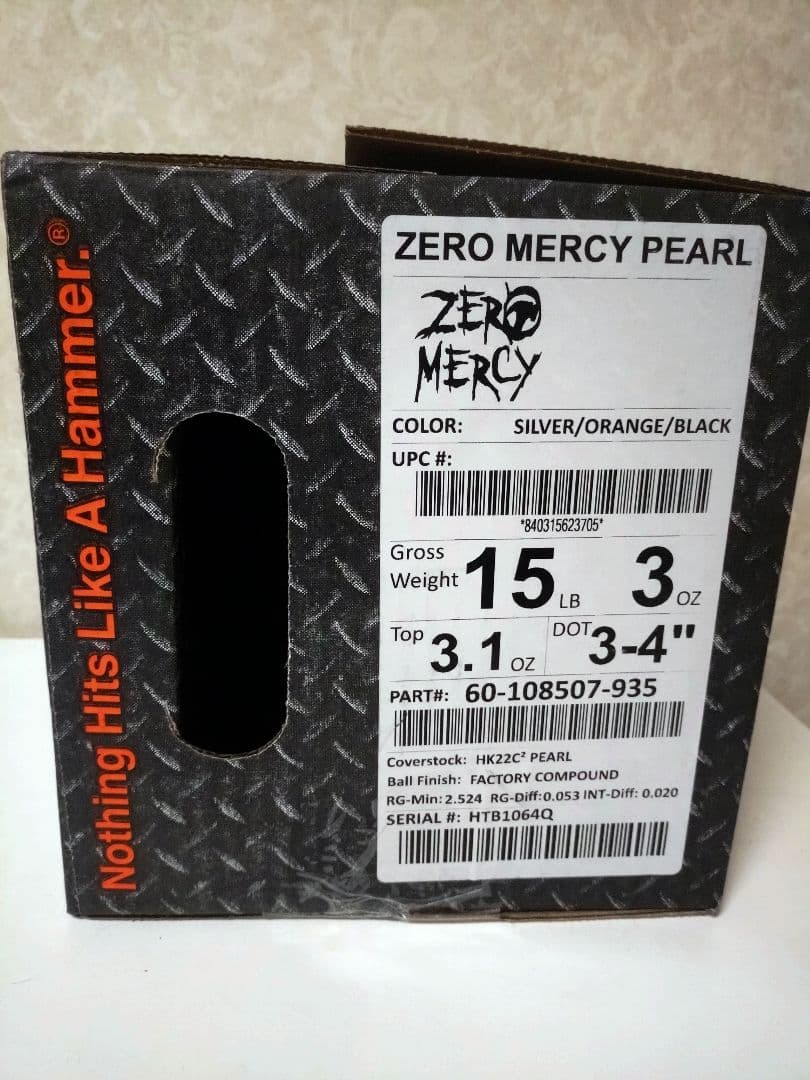 Nothing Hits Like A Hammer.®
ZERO MERCY PEARL
ZERO
MERCY
COLOR: SILVER/ORANGE/BLACK
UPC #:
*840315623705*
Gross
Weight 15 LB 3 OZ
Top 3.1 OZ DOT 3-4"
PART#: 60-108507-935
Coverstock: HK22C² PEARL
Ball Finish: FACTORY COMPOUND
RG-Min: 2.524 RG-Diff: 0.053 INT-Diff: 0.020
SERIAL #: HTB1064Q